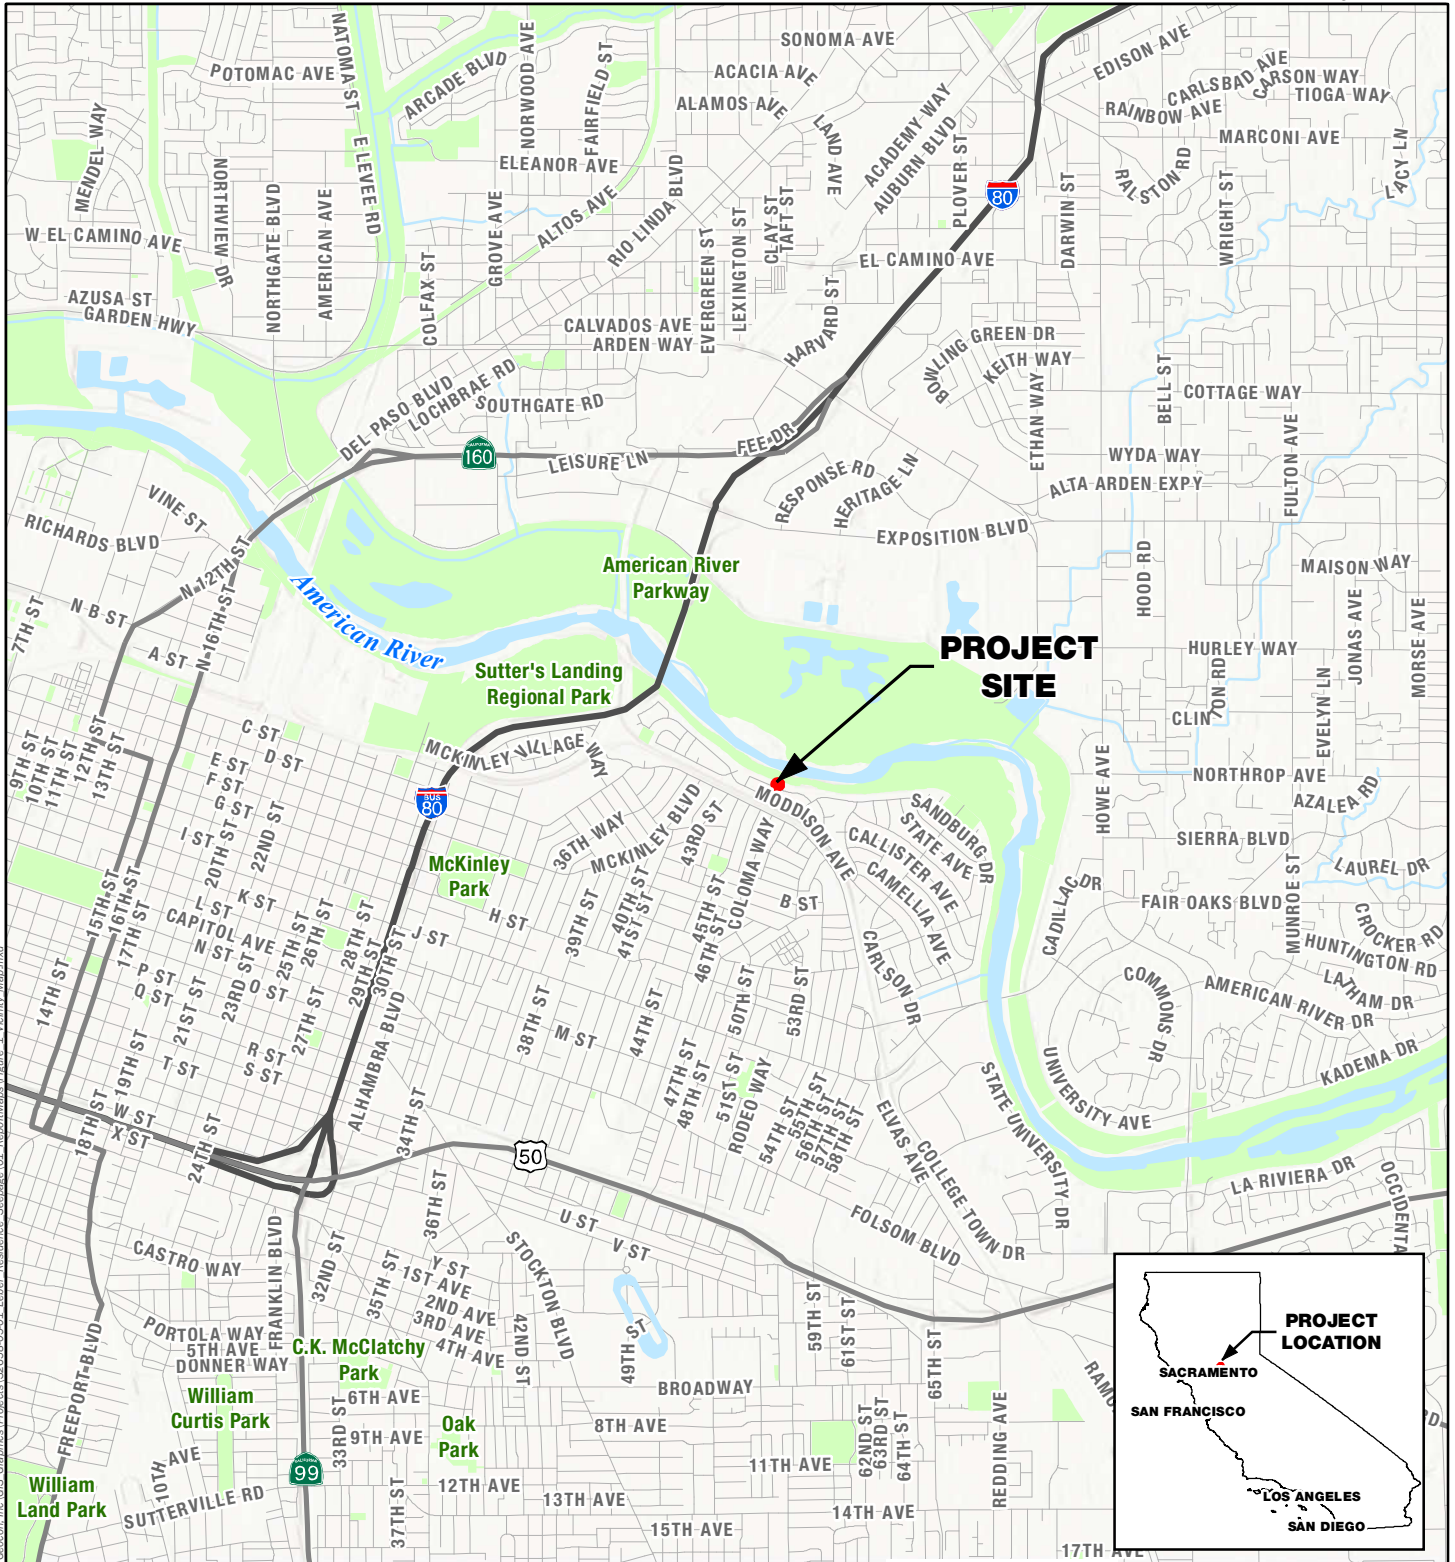 SONOMA AVE
EDISON AVE
POTOMAC AVE
NATOMA ST
ARCADE BLVD
NORWOOD AVE
FAIRFIELD ST
ACACIA AVE
ALAMOS AVE
CARLSBAD AVE
CARSON WAY
TIOGA WAY
RAINBOW AVE
MARCONI AVE
MENDEL WAY
NORTHVIEW DR
NORTHGATE BLVD
AMERICAN AVE
E LEVEE RD
ELEANOR AVE
LAND AVE
ACADEMY WAY
AUBURN BLVD
PLOVER ST
80
DARWIN ST
RALSTON RD
WRIGHT ST
LACY LN
W EL CAMINO AVE
COLFAX ST
GROVE AVE
ALTOS AVE
RIO LINDA BLVD
EVERGREEN ST
LEXINGTON ST
CLAY ST
TAFT ST
EL CAMINO AVE
AZUSA ST
GARDEN HWY
CALVADOS AVE
ARDEN WAY
HARVARD ST
BOWLING GREEN DR
KEITH WAY
DEL PASO BLVD
LOCHBRAE RD
SOUTHGATE RD
ETHAN WAY
BELL ST
COTTAGE WAY
CALIFORNIA
160
LEISURE LN
FEE DR
RESPONSE RD
HERITAGE LN
WYDA WAY
ALTA ARDEN EXPY
FULTON AVE
VINE ST
RICHARDS BLVD
EXPOSITION BLVD
N 12TH ST
N 16TH ST
American River
American River
Parkway
HOOD RD
MAISON WAY
7TH ST
N B ST
A ST
Sutter's Landing
Regional Park
PROJECT
SITE
HURLEY WAY
JONAS AVE
MORSE AVE
CLINTON RD
EVELYN LN
9TH ST
10TH ST
11TH ST
12TH ST
13TH ST
C ST
D ST
E ST
F ST
G ST
I ST
MCKINLEY VILLAGE WAY
BUS
80
NORTHROP AVE
AZALEA RD
HOWE AVE
20TH ST
22ND ST
36TH WAY
MCKINLEY BLVD
43RD ST
MODDISON AVE
COLOMA WAY
SANDBURG DR
STATE AVE
CALLISTER AVE
CAMELLIA AVE
SIERRA BLVD
LAUREL DR
McKinley
Park
H ST
J ST
K ST
L ST
CAPITOL AVE
N ST
O ST
P ST
Q ST
R ST
S ST
T ST
14TH ST
15TH ST
16TH ST
17TH ST
19TH ST
21ST ST
23RD ST
25TH ST
26TH ST
27TH ST
28TH ST
29TH ST
30TH ST
ALHAMBRA BLVD
39TH ST
40TH ST
41ST ST
45TH ST
46TH ST
B ST
CARLSON DR
CADILLAC DR
FAIR OAKS BLVD
MUNROE ST
CROCKER RD
HUNTINGTON RD
LATHAM DR
AMERICAN RIVER DR
COMMONS DR
KADEMA DR
38TH ST
M ST
44TH ST
50TH ST
53RD ST
47TH ST
48TH ST
51ST ST
RODEO WAY
54TH ST
55TH ST
56TH ST
57TH ST
58TH ST
ELVAS AVE
COLLEGE TOWN DR
STATE UNIVERSITY DR
UNIVERSITY AVE
W ST
X ST
18TH ST
24TH ST
34TH ST
50
36TH ST
LA RIVIERA DR
OCCIDENTA
FOLSOM BLVD
U ST
V ST
CASTRO WAY
FRANKLIN BLVD
32ND ST
35TH ST
Y ST
1ST AVE
2ND AVE
3RD AVE
4TH AVE
STOCKTON BLVD
42ND ST
49TH ST
59TH ST
61ST ST
65TH ST
FREEPORT BLVD
PORTOLA WAY
5TH AVE
DONNER WAY
C.K. McClatchy
Park
6TH AVE
BROADWAY
8TH AVE
William
Curtis Park
33RD ST
9TH AVE
Oak
Park
62ND ST
63RD ST
64TH ST
REDDING AVE
10TH AVE
CALIFORNIA
99
11TH AVE
12TH AVE
13TH AVE
14TH AVE
15TH AVE
17TH AVE
37TH ST
William
Land Park
SUTTERVILLE RD
PROJECT
LOCATION
SACRAMENTO
SAN FRANCISCO
LOS ANGELES
SAN DIEGO